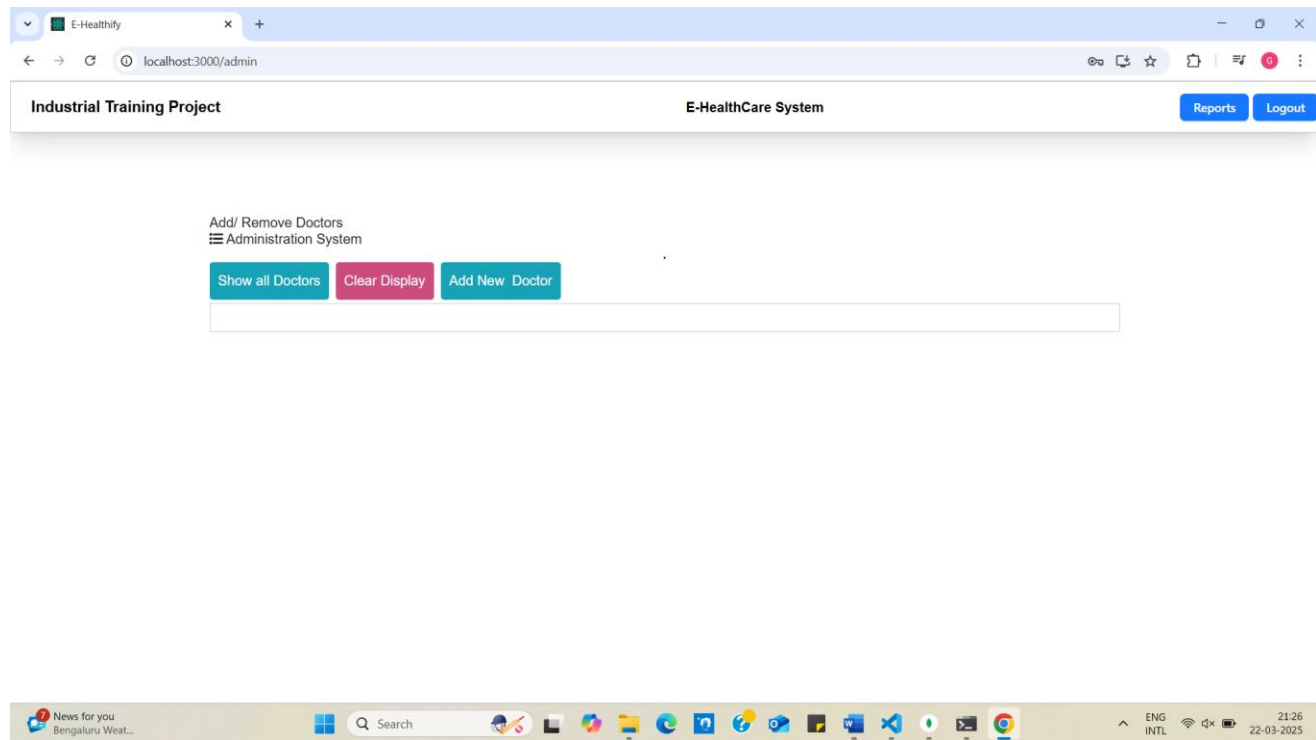 E-Healthify
localhost:3000/admin
G
Industrial Training Project
E-HealthCare System
Reports
Logout
Add/ Remove Doctors
Administration System
.
Show all Doctors
Clear Display
Add New Doctor
7
News for you
Bengaluru Weat...
Search
ENG
INTL
21:26
22-03-2025